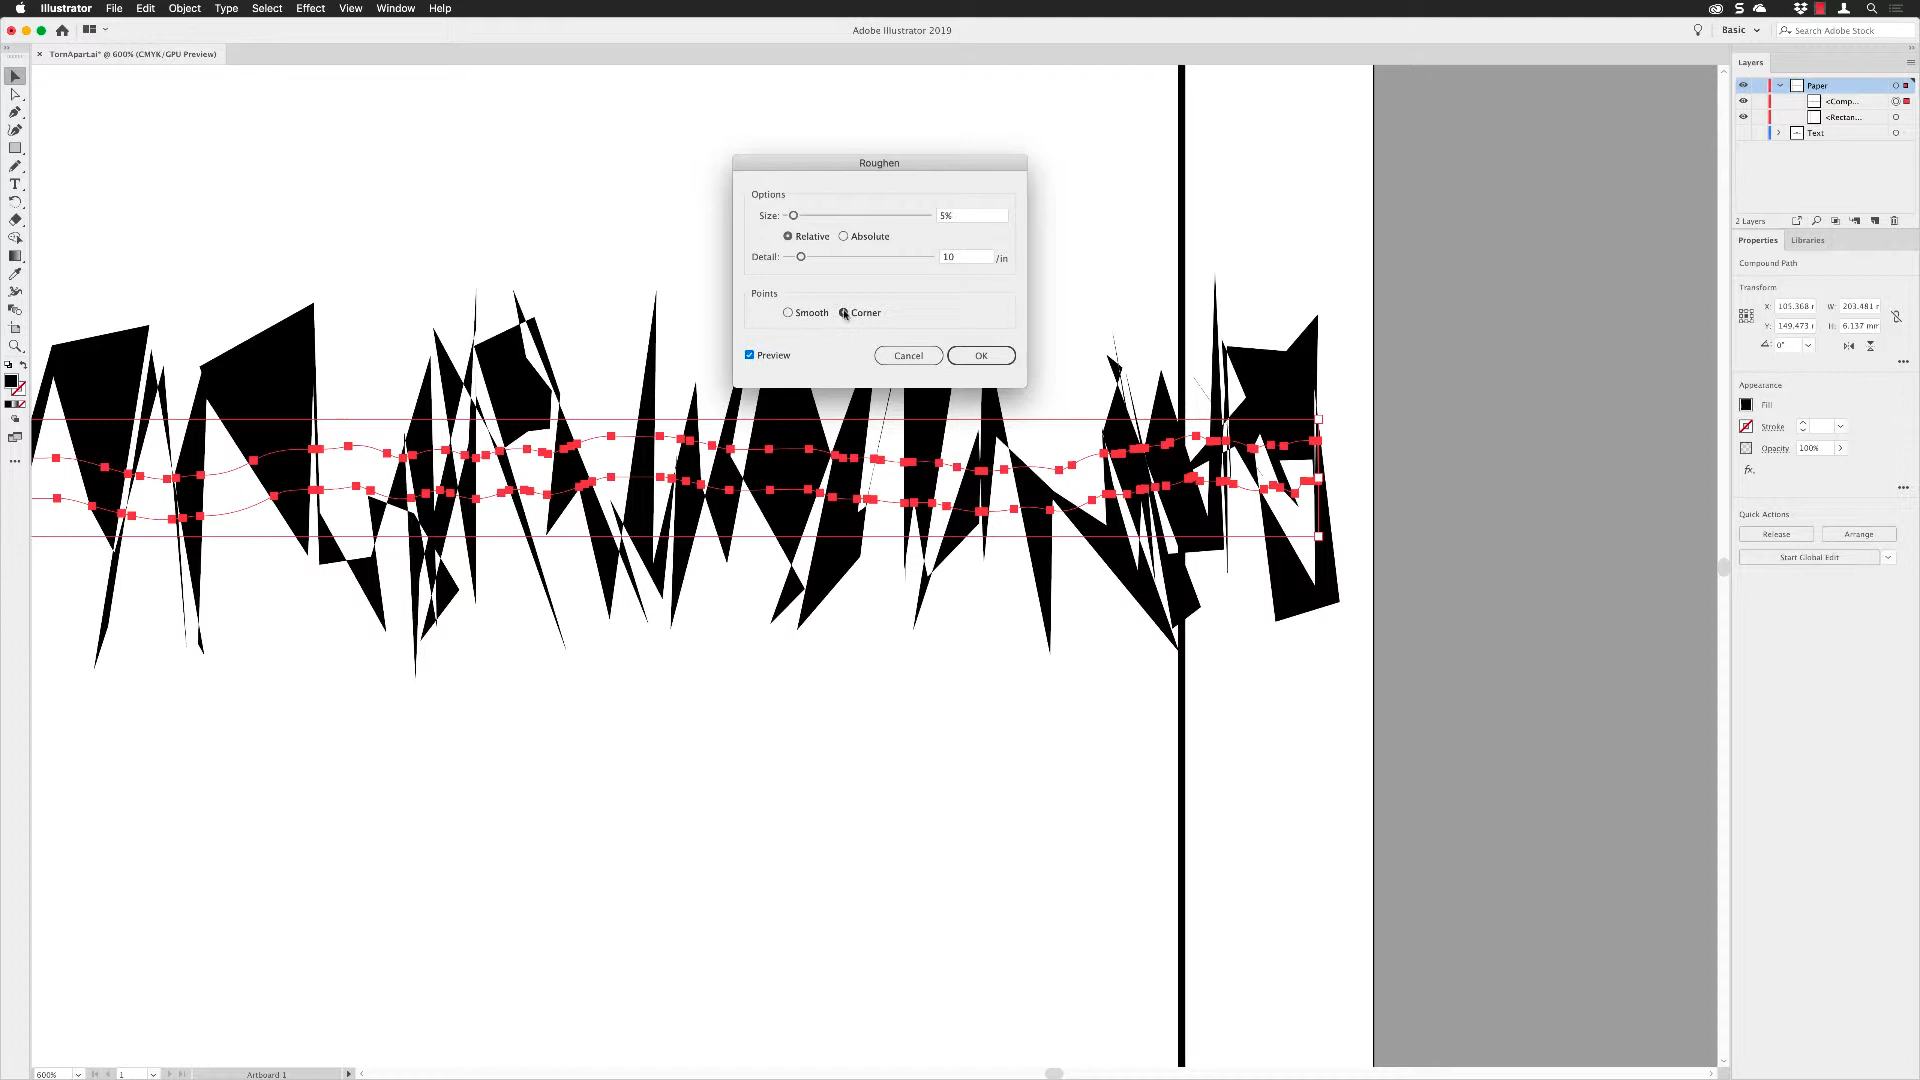 Illustrator File Edit Object Type Select Effect View Window Help
Adobe Illustrator 2019
Basic
Search Adobe Stock
TornApart.ai* @ 600% (CMYK/GPU Preview)
Roughen
Options
Size: 5%
Relative Absolute
Detail: 10 /in
Points
Smooth Corner
Preview
Cancel OK
Layers
Paper
<Comp...
<Rectan...
Text
2 Layers
Properties Libraries
Compound Path
Transform
X: 105.368 r W: 203.481 r
Y: 149.473 r H: 6.137 mm
0°
Appearance
Fill
Stroke
Opacity 100%
fx.
Quick Actions
Release Arrange
Start Global Edit
600% 1 Artboard 1